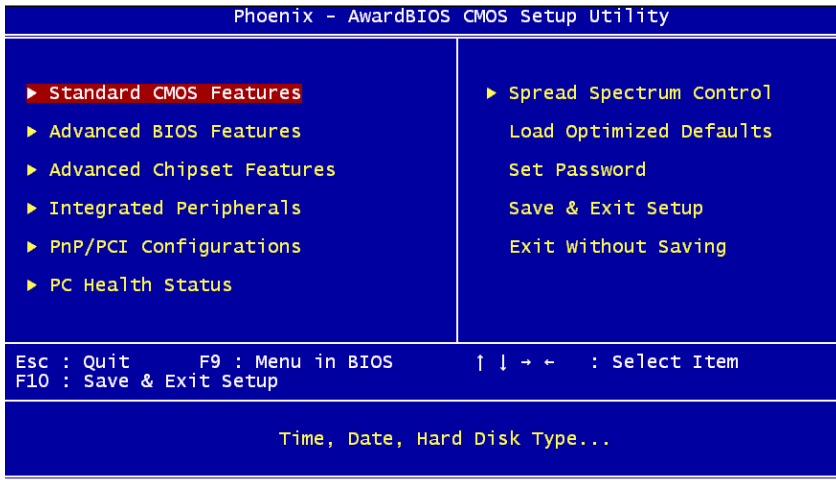 Phoenix - AwardBIOS CMOS Setup Utility
▶ Standard CMOS Features
▶ Advanced BIOS Features
▶ Advanced Chipset Features
▶ Integrated Peripherals
▶ PnP/PCI Configurations
▶ PC Health Status
▶ Spread Spectrum Control
Load Optimized Defaults
Set Password
Save & Exit Setup
Exit Without Saving
Esc : Quit F9 : Menu in BIOS ↑ ↓ → ← : Select Item
F10 : Save & Exit Setup
Time, Date, Hard Disk Type...